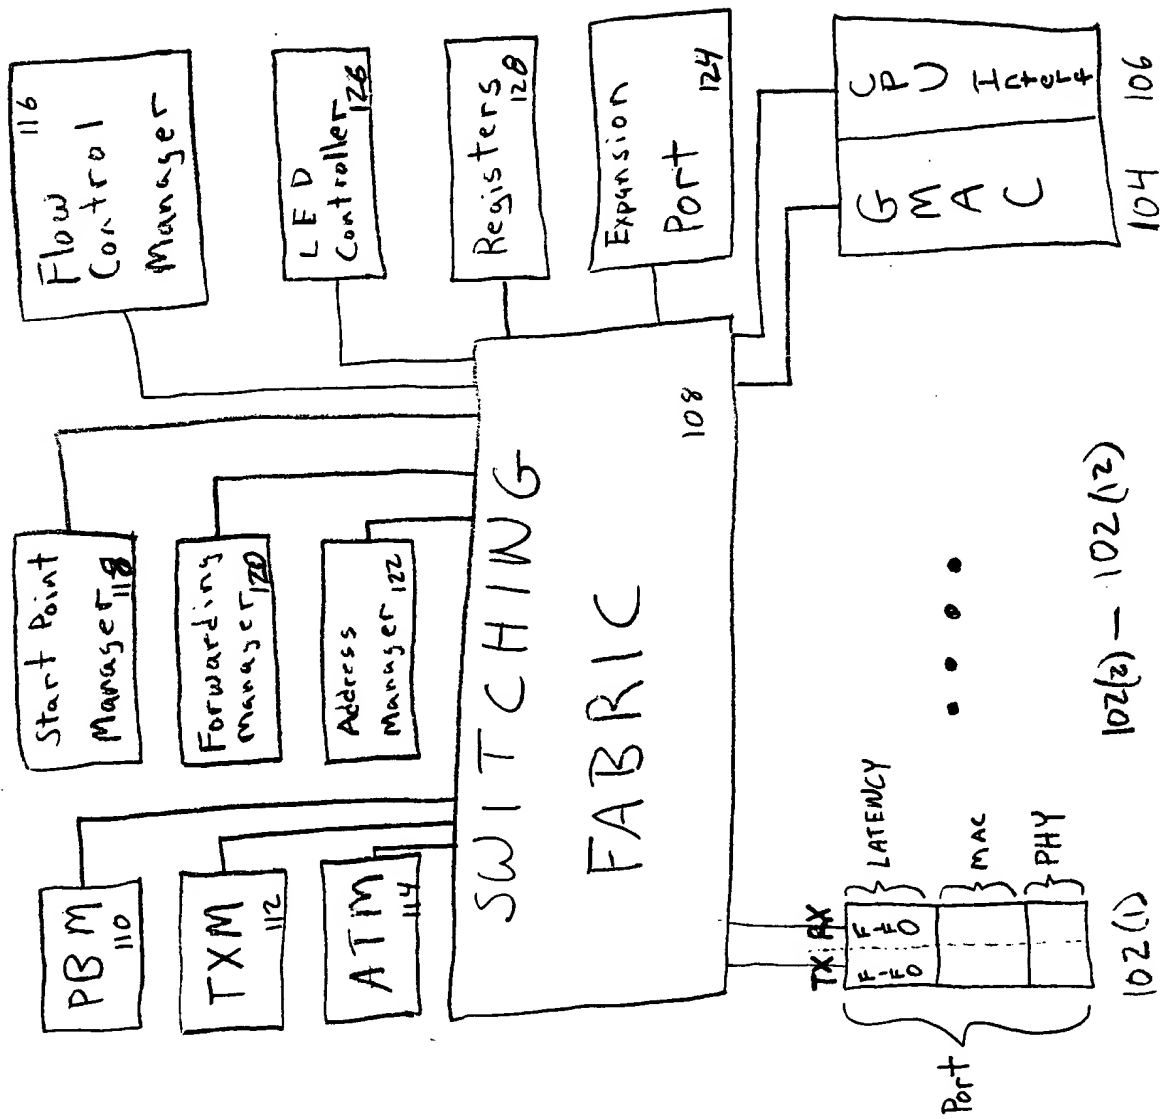 PBM
110
TXM
112
ATM
114
Start Point
Manager
118
Forwarding
Manager
120
Address
Manager
122
Flow
Control
Manager
116
LED
Controller
126
Registers
128
Expansion
Port
124
SWITCHING
FABRIC
108
TX RX
FIFO FIFO
LATENCY
MAC
PHY
Port
102(1)
102(2) — 102(12)
GMAC
104
CPU
106